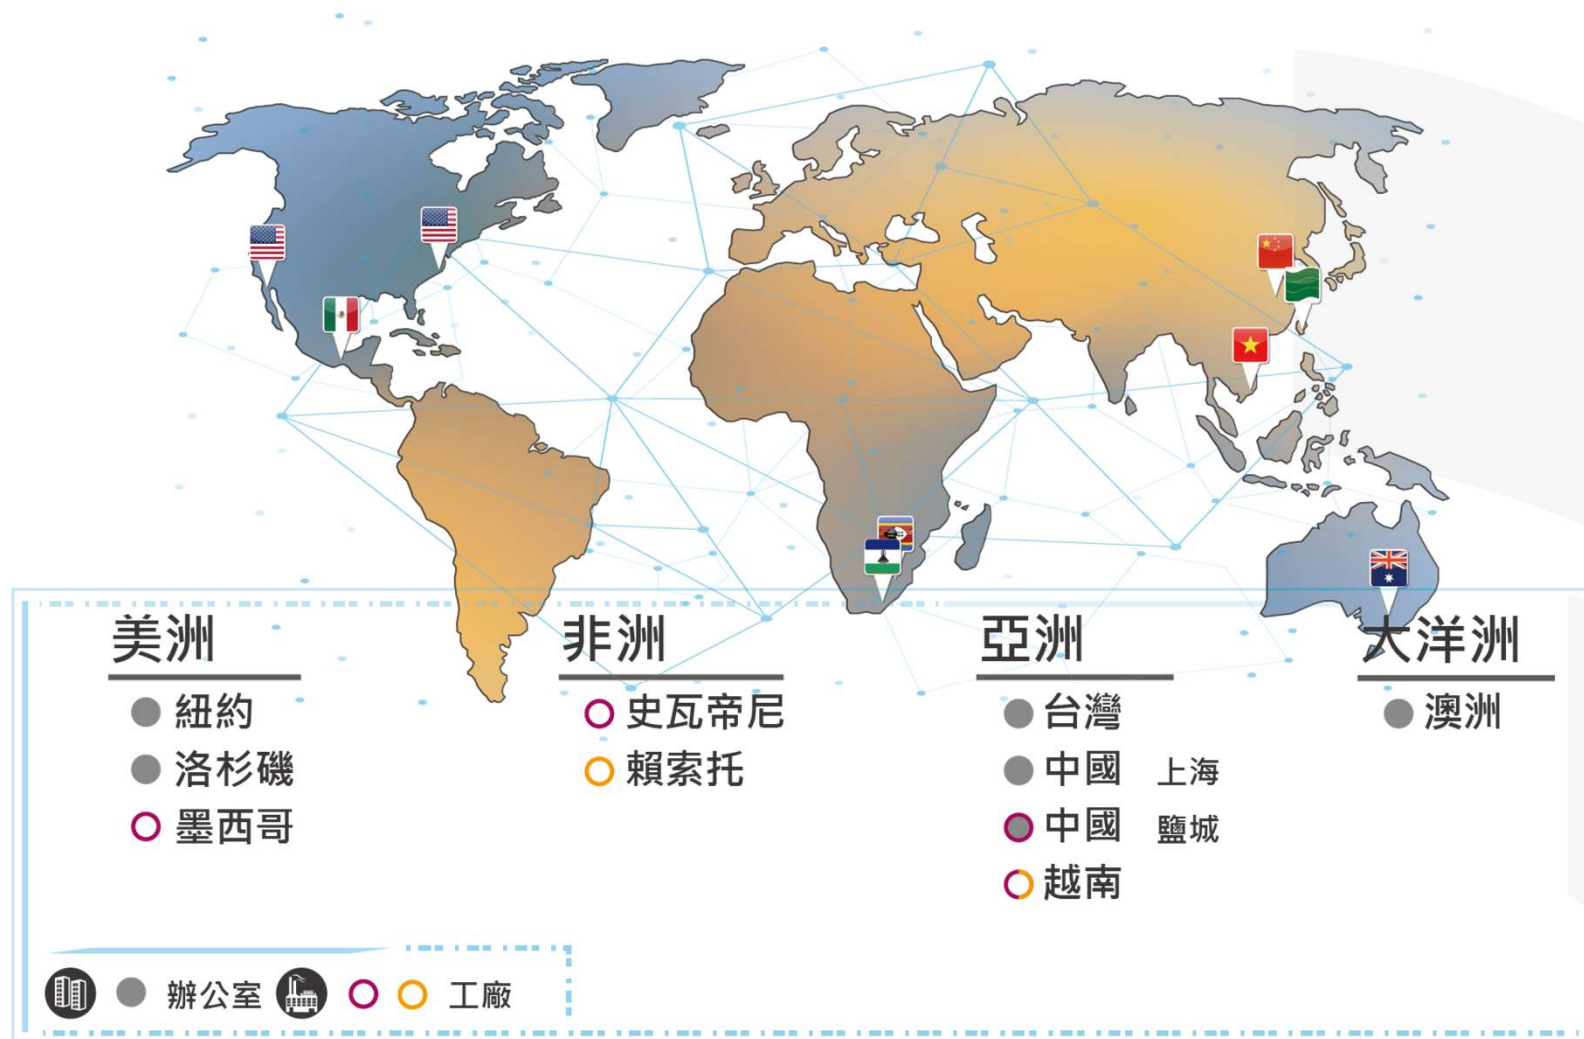 美洲
紐約
洛杉磯
墨西哥
非洲
史瓦帝尼
賴索托
亞洲
台灣
中國 上海
中國 鹽城
越南
大洋洲
澳洲
辦公室 工廠